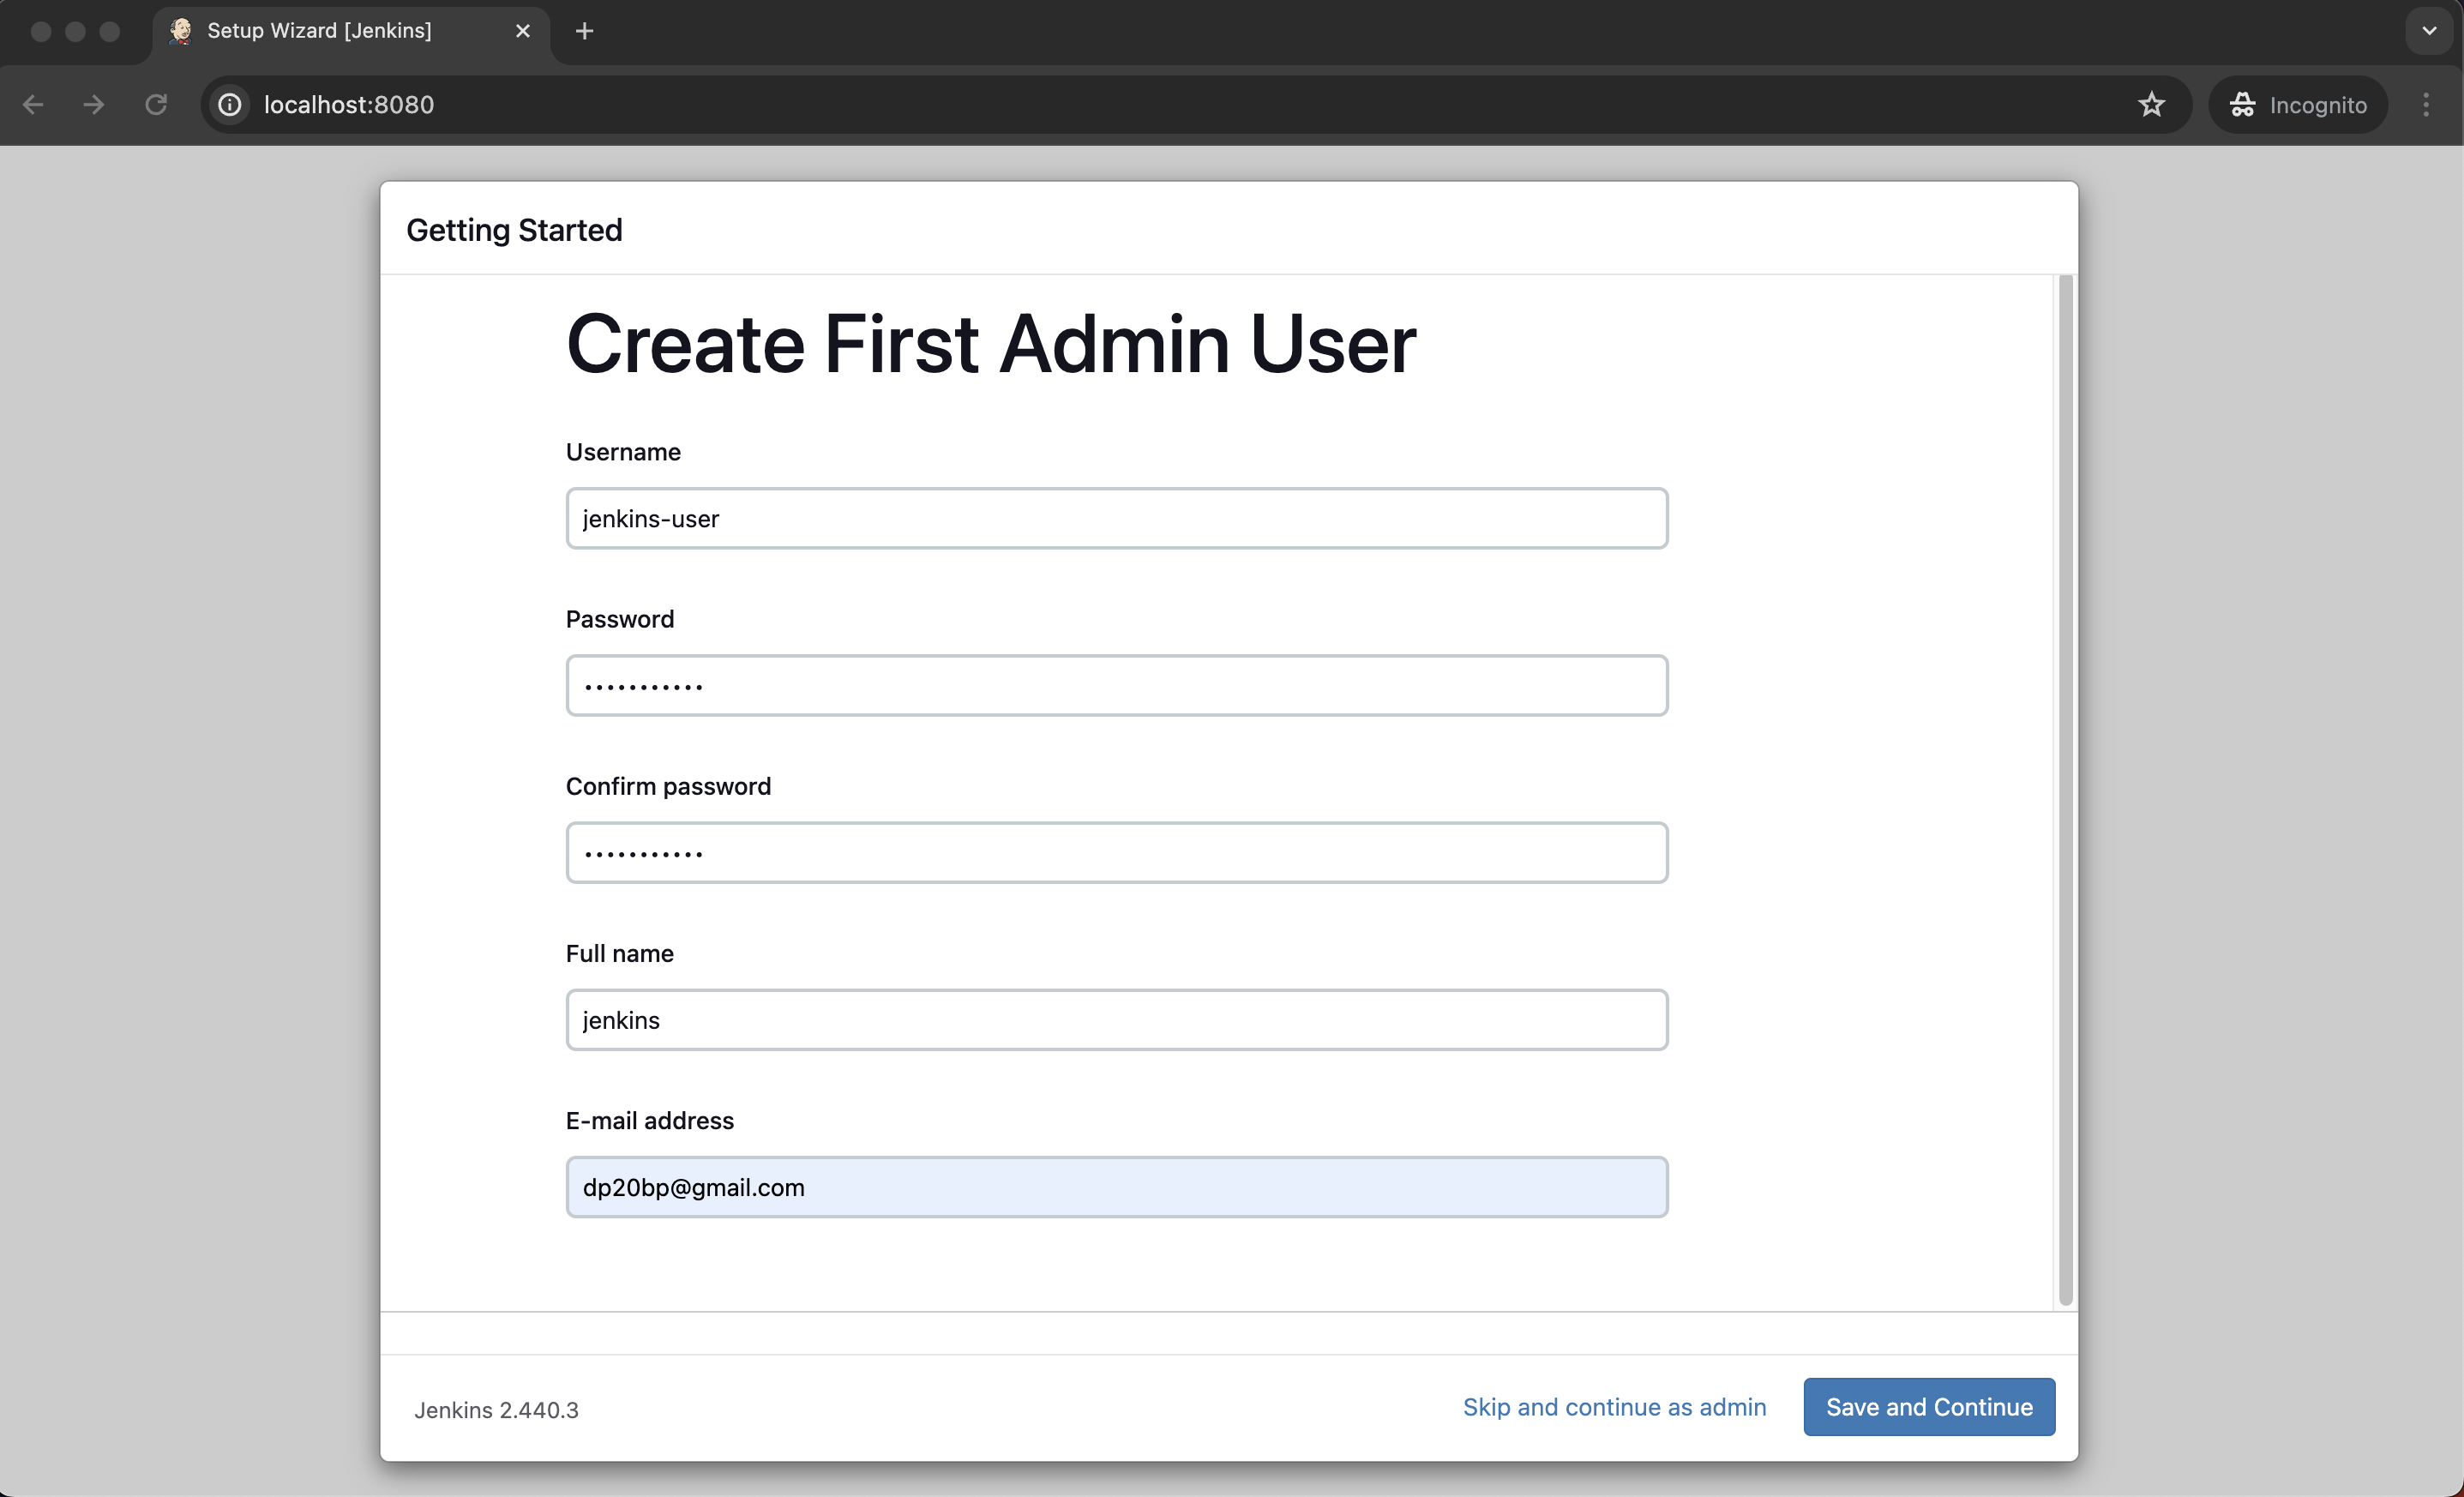 Setup Wizard [Jenkins]
localhost:8080
Incognito
Getting Started
Create First Admin User
Username
jenkins-user
Password
•••••••••••
Confirm password
•••••••••••
Full name
jenkins
E-mail address
dp20bp@gmail.com
Jenkins 2.440.3
Skip and continue as admin
Save and Continue